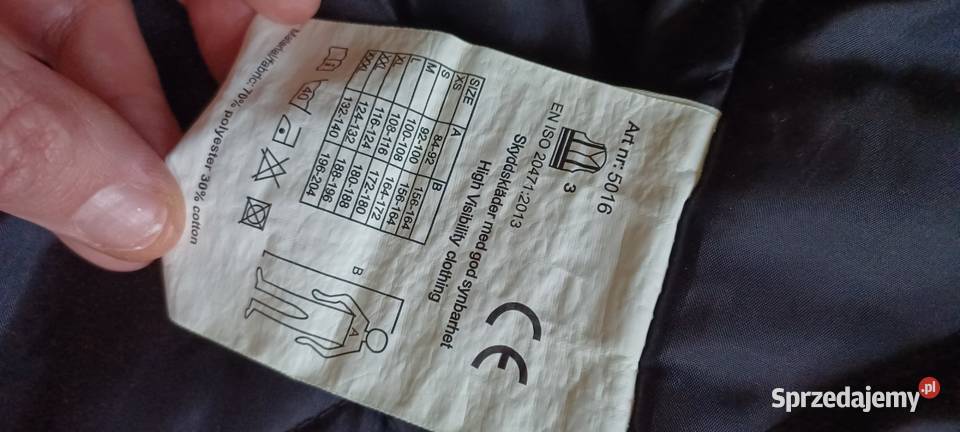 Art nr: 5016
3
EN ISO 20471:2013
Skyddskläder med god synbarhet
High Visibility clothing
CE
SIZE A B
XS 84-92 156-164
S 92-100 156-164
M 100-108 164-172
L 108-116 172-180
XL 116-124 180-188
XXL 124-132 188-196
XXXL 132-140 196-204
A
B
40
Material/fabric: 70% polyester 30% cotton
Sprzedajemy.pl